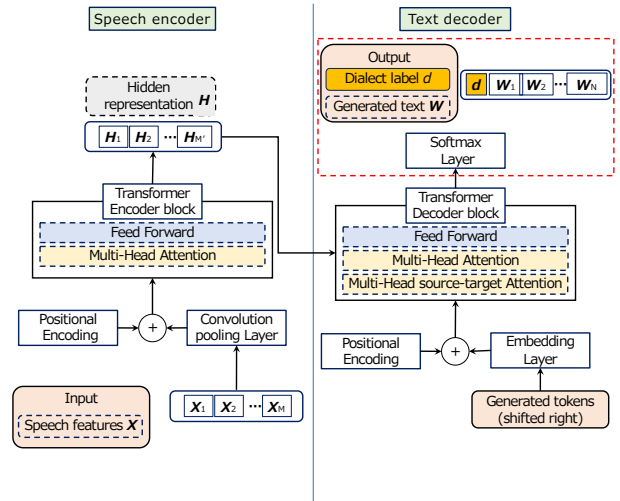 Speech encoder
Hidden
representation H
H1 H2 ··· HM'
Transformer
Encoder block
Feed Forward
Multi-Head Attention
Positional
Encoding
+
Convolution
pooling Layer
Input
Speech features X
X1 X2 ··· XM
Text decoder
Output
Dialect label d
Generated text W
d W1 W2 ··· WN
Softmax
Layer
Transformer
Decoder block
Feed Forward
Multi-Head Attention
Multi-Head source-target Attention
Positional
Encoding
+
Embedding
Layer
Generated tokens
(shifted right)